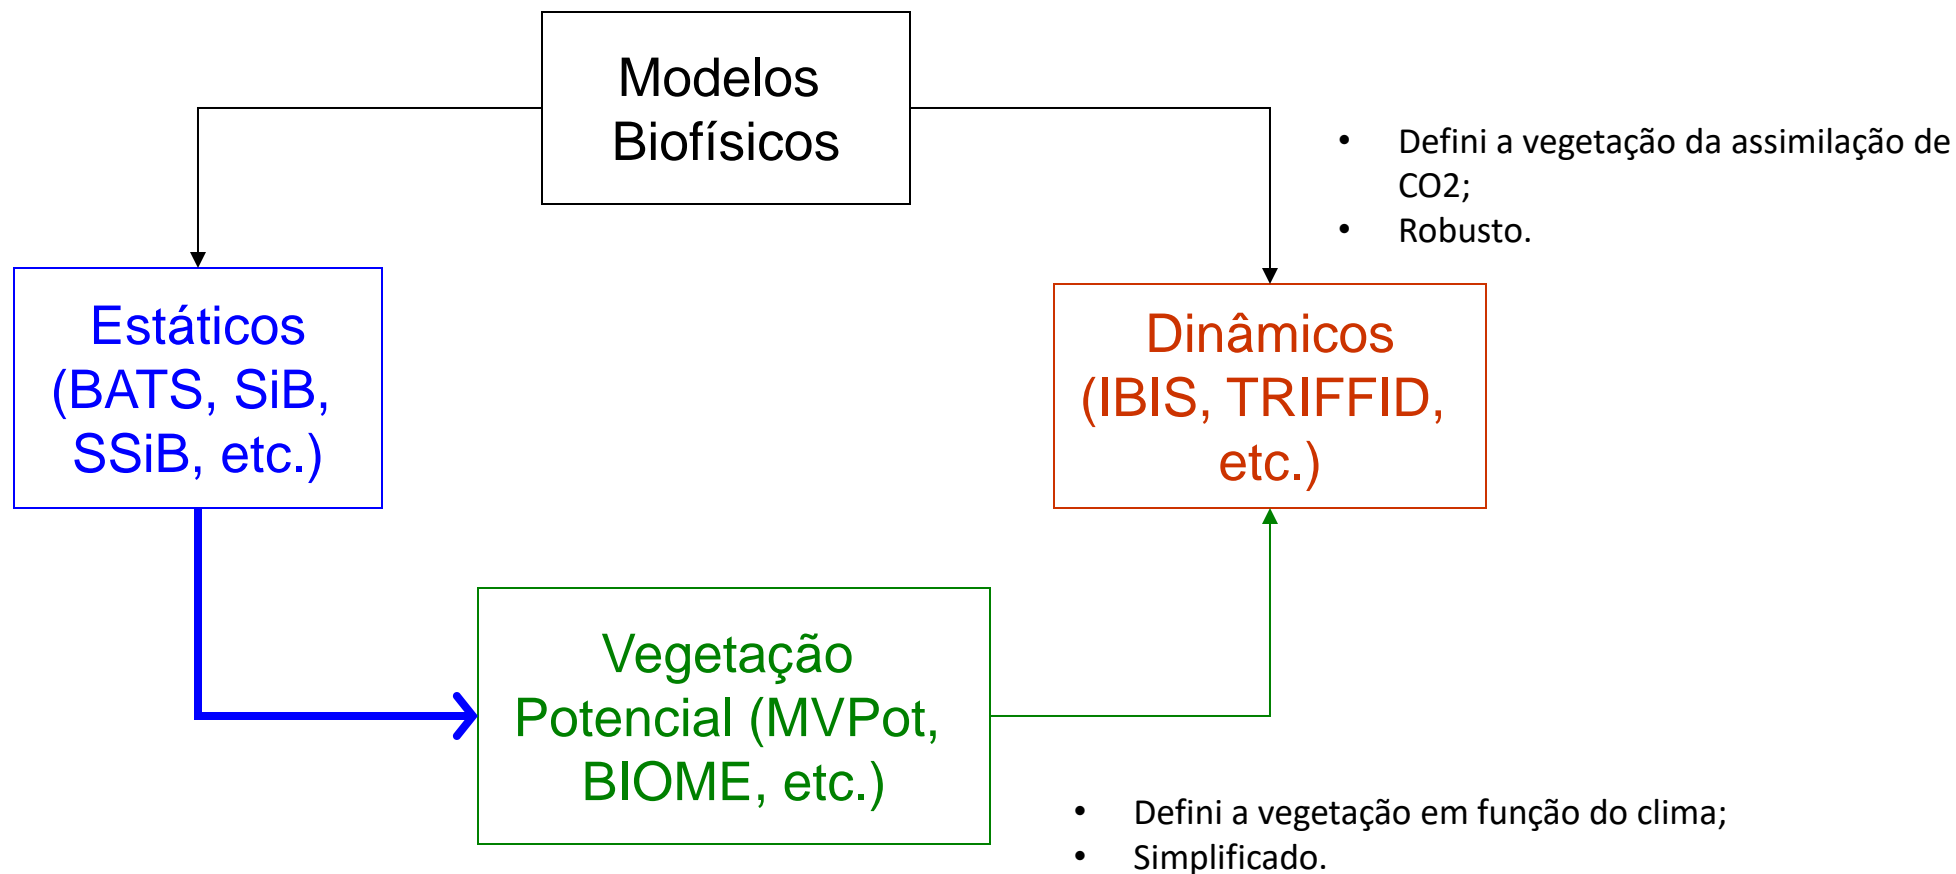 Modelos
Biofísicos
• Defini a vegetação da assimilação de
CO2;
• Robusto.
Estáticos
(BATS, SiB,
SSiB, etc.)
Dinâmicos
(IBIS, TRIFFID,
etc.)
Vegetação
Potencial (MVPot,
BIOME, etc.)
• Defini a vegetação em função do clima;
• Simplificado.